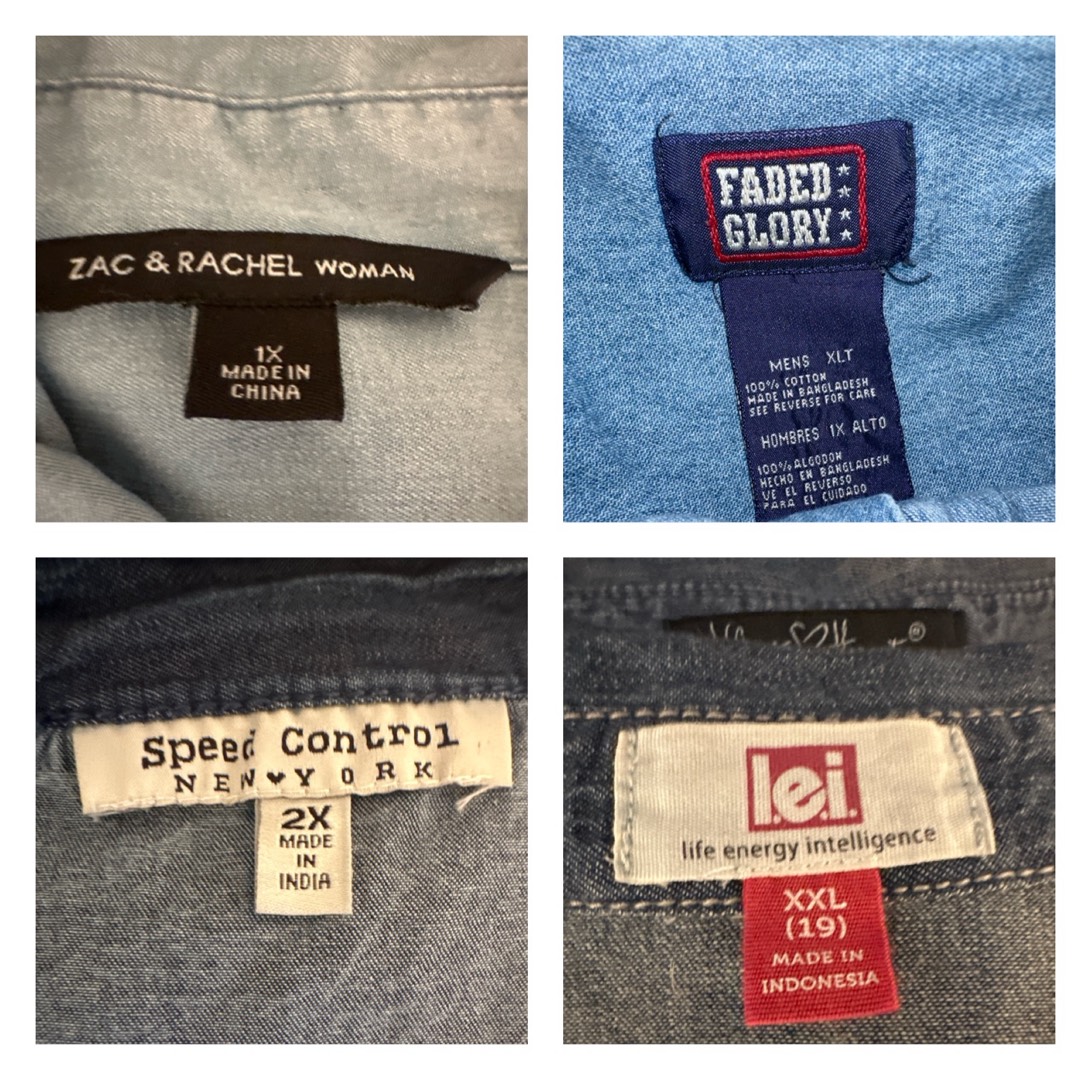 ZAC & RACHEL WOMAN
1X
MADE IN
CHINA
FADED
GLORY
MENS XLT
100% COTTON
MADE IN BANGLADESH
SEE REVERSE FOR CARE
HOMBRES 1X ALTO
100% ALGODON
HECHO EN BANGLADESH
VE EL REVERSO
PARA EL CUIDADO
Speed Control
NEW♥YORK
2X
MADE
IN
INDIA
®
l.e.i.
life energy intelligence
XXL
(19)
MADE IN
INDONESIA